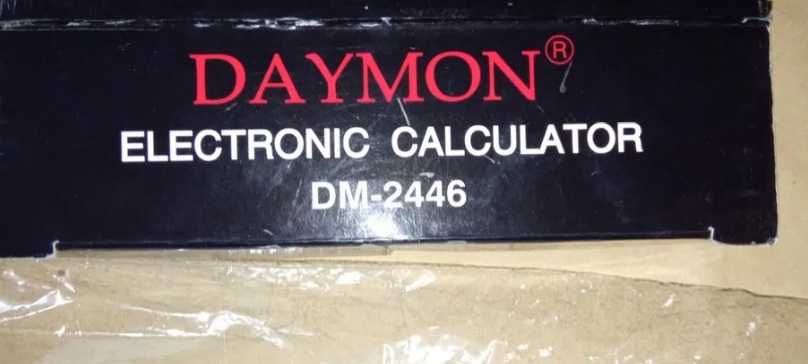 DAYMON®
ELECTRONIC CALCULATOR
DM-2446